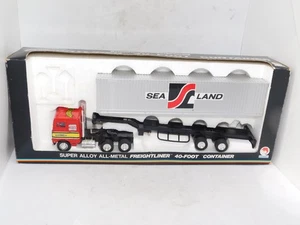 SEA LAND
SUPER ALLOY ALL-METAL FREIGHTLINER 40-FOOT CONTAINER